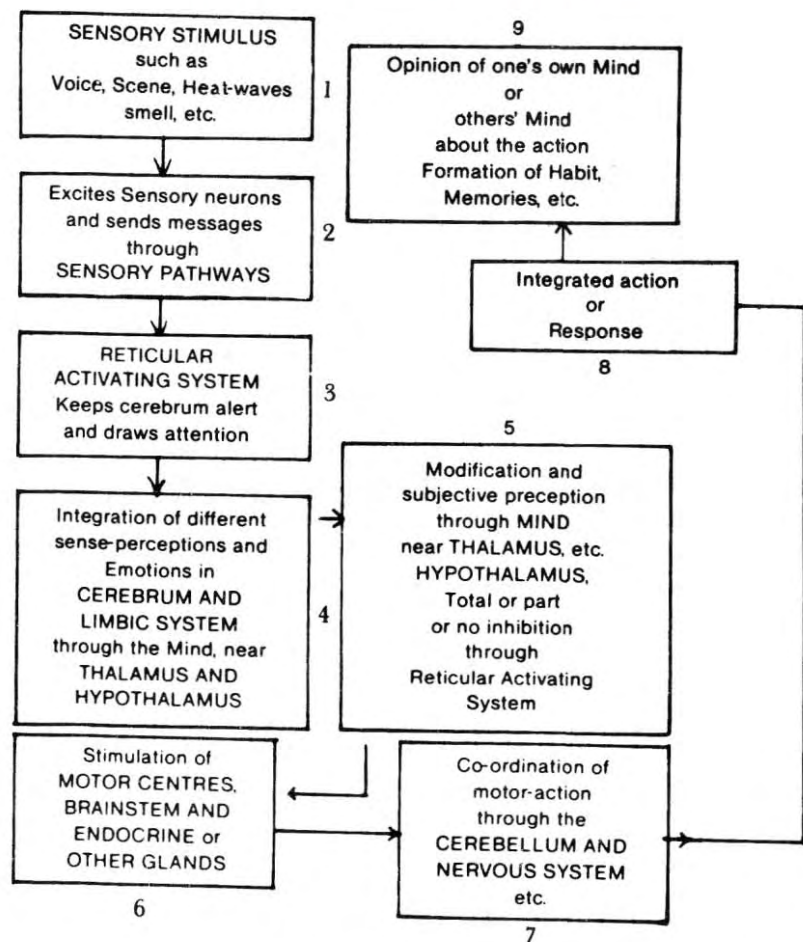 SENSORY STIMULUS
such as
Voice, Scene, Heat-waves
smell, etc.
1
Excites Sensory neurons
and sends messages
through
SENSORY PATHWAYS
2
RETICULAR
ACTIVATING SYSTEM
Keeps cerebrum alert
and draws attention
3
Integration of different
sense-perceptions and
Emotions in
CEREBRUM AND
LIMBIC SYSTEM
through the Mind, near
THALAMUS AND
HYPOTHALAMUS
4
5
Modification and
subjective preception
through MIND
near THALAMUS, etc.
HYPOTHALAMUS,
Total or part
or no inhibition
through
Reticular Activating
System
Stimulation of
MOTOR CENTRES,
BRAINSTEM AND
ENDOCRINE or
OTHER GLANDS
6
Co-ordination of
motor-action
through the
CEREBELLUM AND
NERVOUS SYSTEM
etc.
7
Integrated action
or
Response
8
9
Opinion of one's own Mind
or
others' Mind
about the action
Formation of Habit,
Memories, etc.